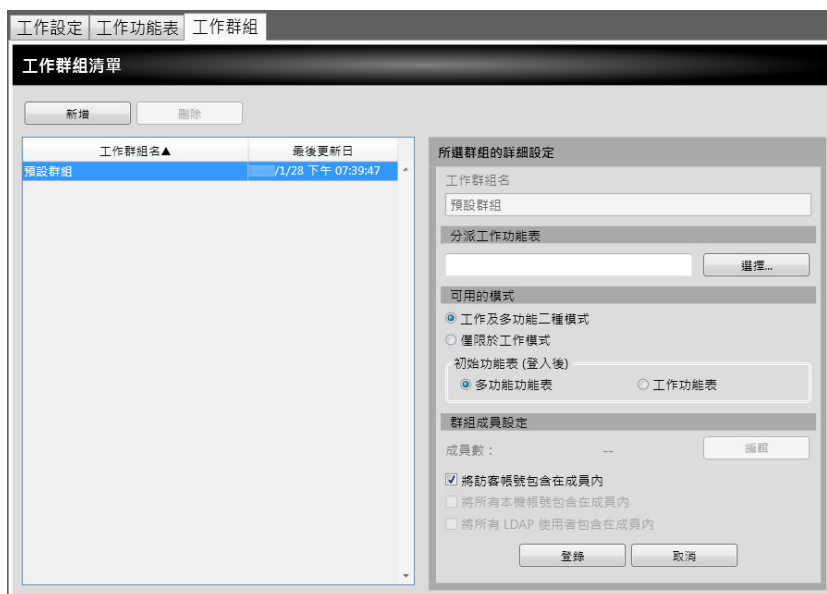 工作設定 工作功能表 工作群組
工作群組清單
新增 刪除
工作群組名▲ 最後更新日
預設群組 /1/28 下午 07:39:47
所選群組的詳細設定
工作群組名
預設群組
分派工作功能表
選擇...
可用的模式
工作及多功能二種模式
僅限於工作模式
初始功能表 (登入後)
多功能功能表 工作功能表
群組成員設定
成員數： -- 編輯
將訪客帳號包含在成員內
將所有本機帳號包含在成員內
將所有 LDAP 使用者包含在成員內
登錄 取消